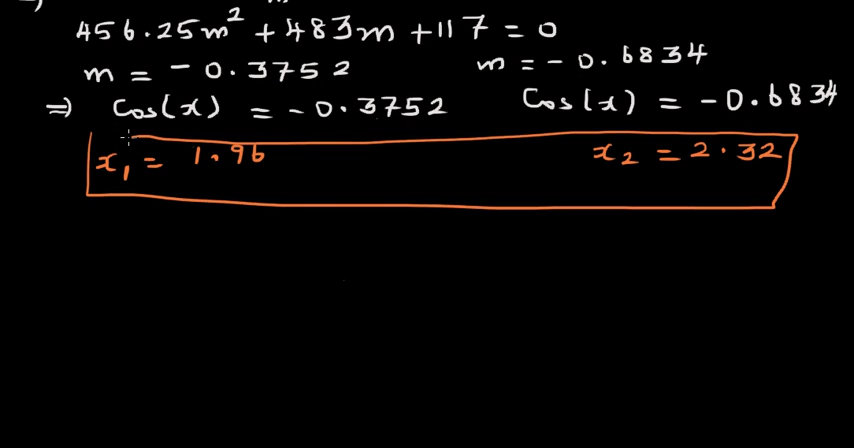 456.25m² + 483m + 117 = 0
m = -0.3752 m = -0.6834
⇒ Cos(x) = -0.3752 Cos(x) = -0.6834
x₁ = 1.96 x₂ = 2.32